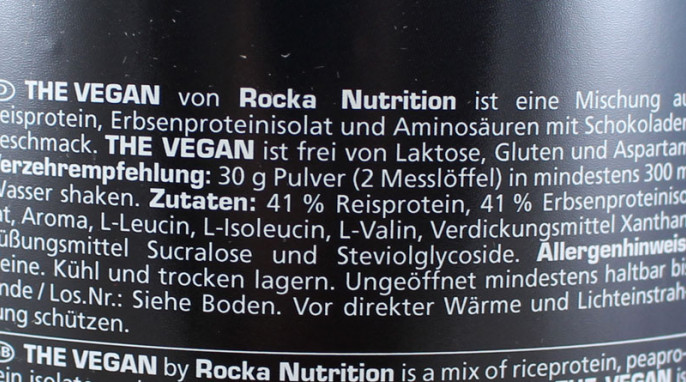 D THE VEGAN von Rocka Nutrition ist eine Mischung au
eisprotein, Erbsenproteinisolat und Aminosäuren mit Schokoladen
eschmack. THE VEGAN ist frei von Laktose, Gluten und Aspartam
erzehrempfehlung: 30 g Pulver (2 Messlöffel) in mindestens 300 m
Wasser shaken. Zutaten: 41 % Reisprotein, 41 % Erbsenproteiniso
at, Aroma, L-Leucin, L-Isoleucin, L-Valin, Verdickungsmittel Xanthan
üßungsmittel Sucralose und Steviolglycoside. Allergenhinweis
eine. Kühl und trocken lagern. Ungeöffnet mindestens haltbar bis
nde / Los.Nr.: Siehe Boden. Vor direkter Wärme und Lichteinstrah-
ung schützen.
GB THE VEGAN by Rocka Nutrition is a mix of riceprotein, peapro-